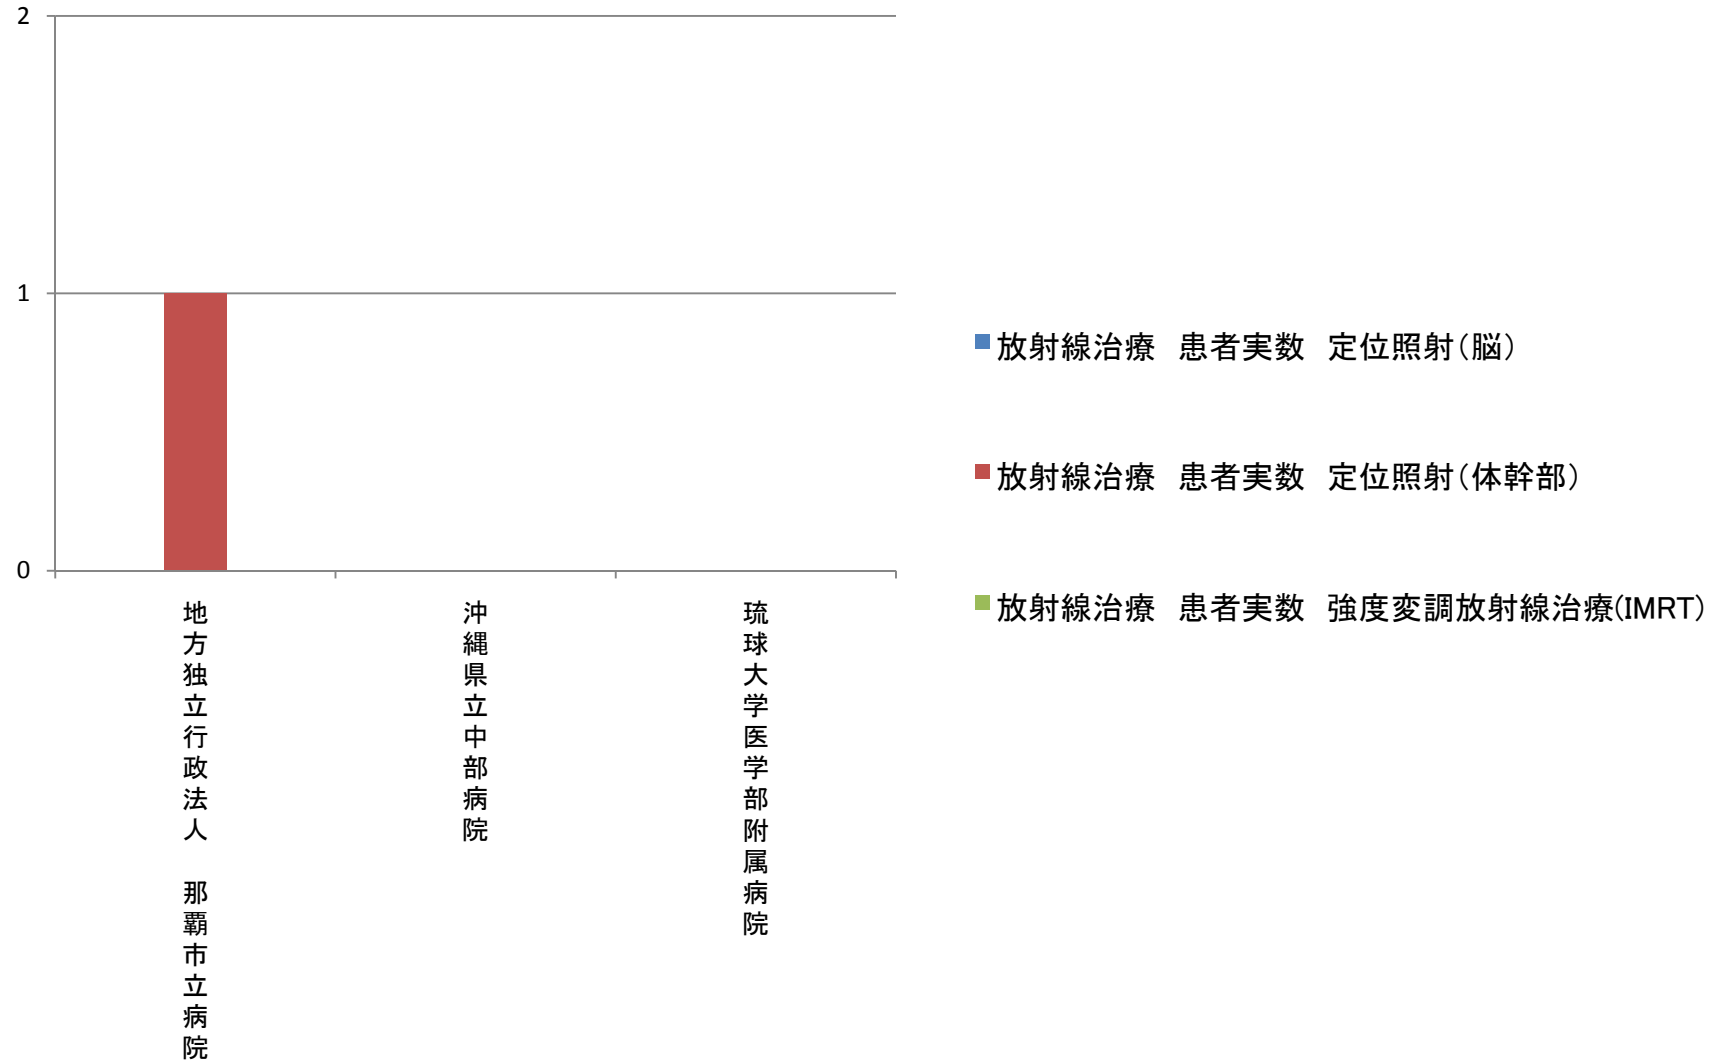 2
1
0
地方独立行政法人　那覇市立病院
沖縄県立中部病院
琉球大学医学部附属病院
放射線治療　患者実数　定位照射（脳）
放射線治療　患者実数　定位照射（体幹部）
放射線治療　患者実数　強度変調放射線治療(IMRT)